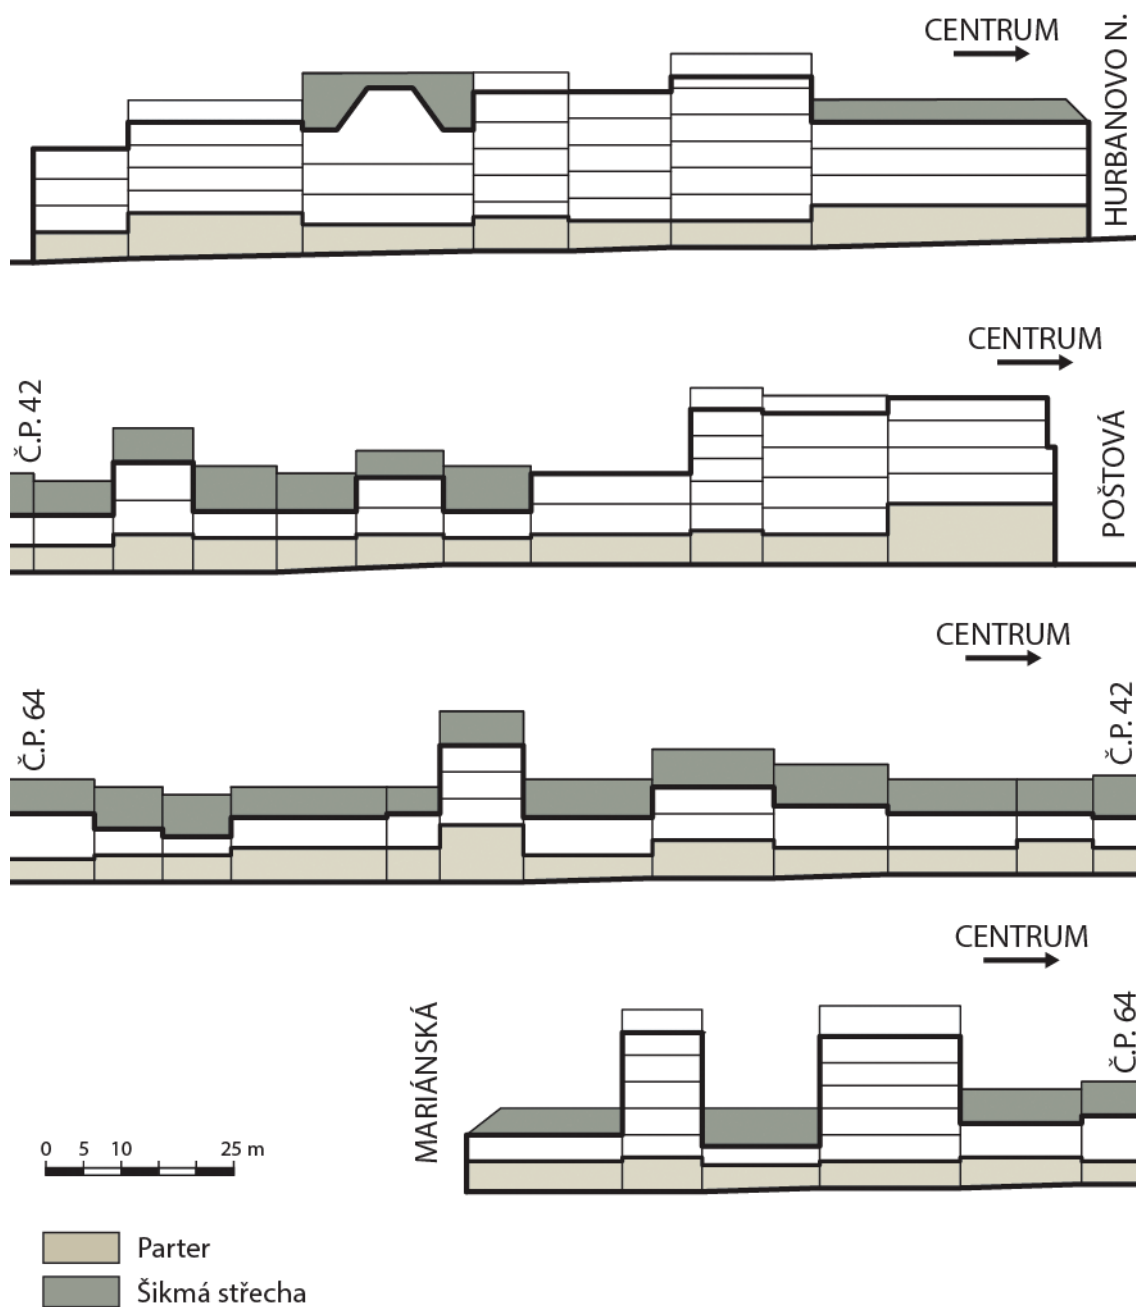 CENTRUM
HURBANOVO N.
CENTRUM
Č.P. 42
POŠTOVÁ
CENTRUM
Č.P. 64
Č.P. 42
CENTRUM
MARIÁNSKÁ
Č.P. 64
0 5 10 25 m
Parter
Šikmá střecha